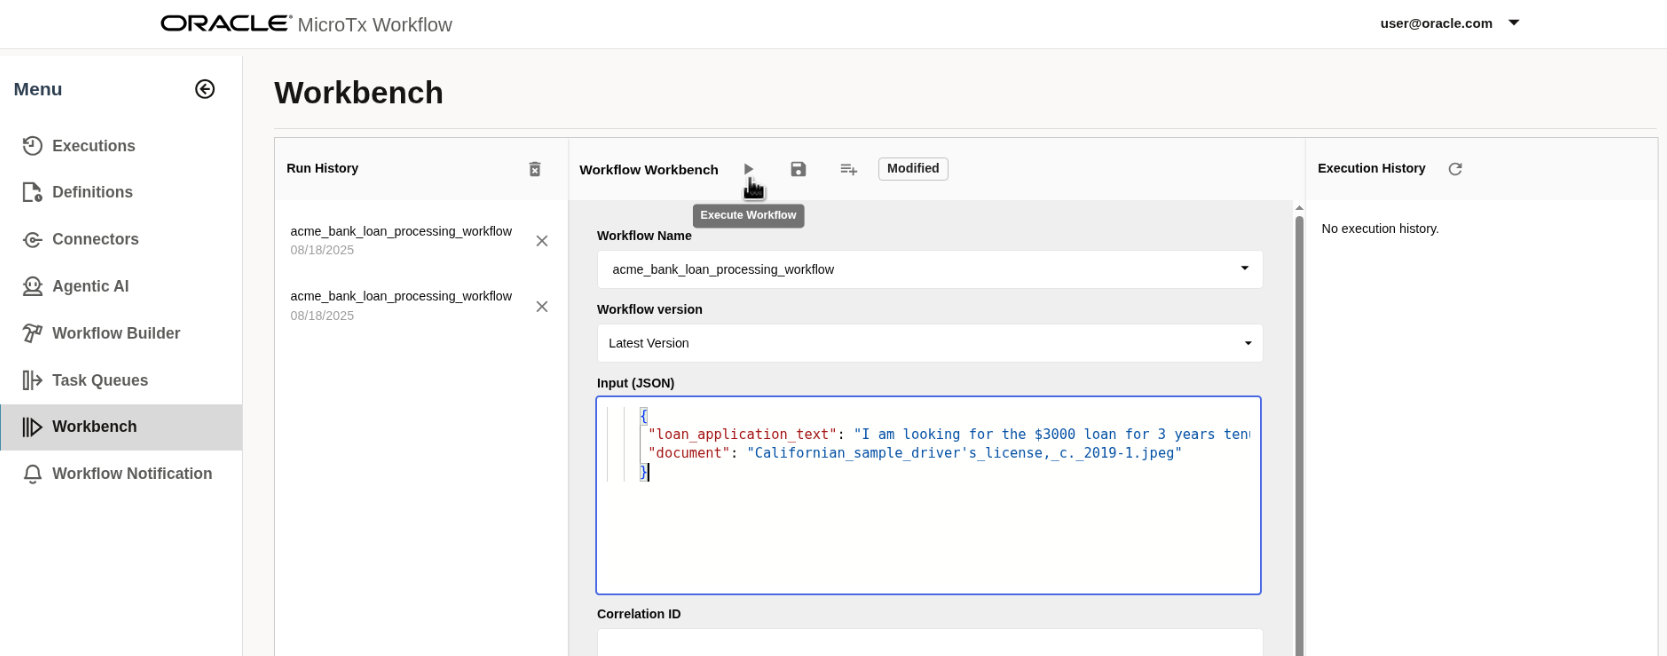 ORACLE MicroTx Workflow
user@oracle.com
Menu
Executions
Definitions
Connectors
Agentic AI
Workflow Builder
Task Queues
Workbench
Workflow Notification
Workbench
Run History
acme_bank_loan_processing_workflow
08/18/2025
acme_bank_loan_processing_workflow
08/18/2025
Workflow Workbench
Modified
Execute Workflow
Workflow Name
acme_bank_loan_processing_workflow
Workflow version
Latest Version
Input (JSON)
{
"loan_application_text": "I am looking for the $3000 loan for 3 years
"document": "Californian_sample_driver's_license,_c._2019-1.jpeg"
}
Correlation ID
Execution History
No execution history.